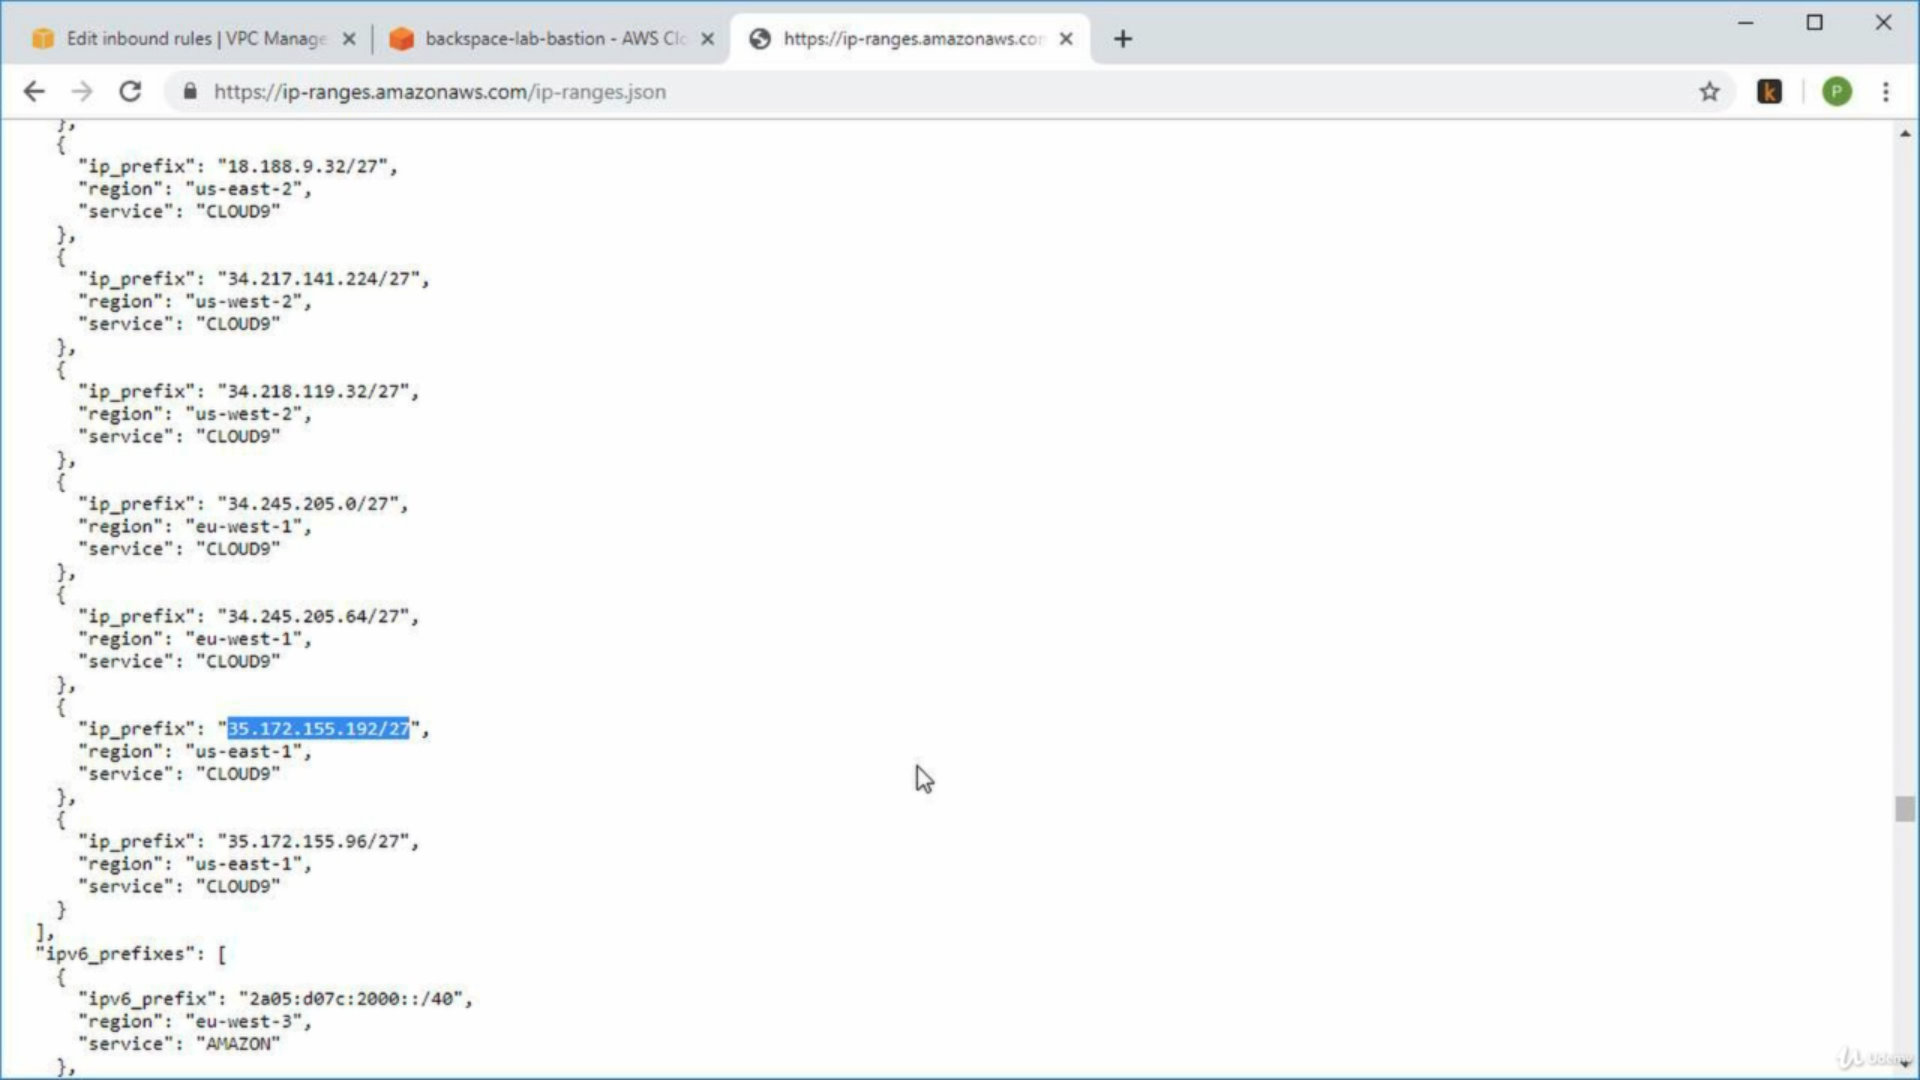 Edit inbound rules | VPC Manage
backspace-lab-bastion - AWS Clo
https://ip-ranges.amazonaws.com
https://ip-ranges.amazonaws.com/ip-ranges.json
k
P
},
{
"ip_prefix": "18.188.9.32/27",
"region": "us-east-2",
"service": "CLOUD9"
},
{
"ip_prefix": "34.217.141.224/27",
"region": "us-west-2",
"service": "CLOUD9"
},
{
"ip_prefix": "34.218.119.32/27",
"region": "us-west-2",
"service": "CLOUD9"
},
{
"ip_prefix": "34.245.205.0/27",
"region": "eu-west-1",
"service": "CLOUD9"
},
{
"ip_prefix": "34.245.205.64/27",
"region": "eu-west-1",
"service": "CLOUD9"
},
{
"ip_prefix": "35.172.155.192/27",
"region": "us-east-1",
"service": "CLOUD9"
},
{
"ip_prefix": "35.172.155.96/27",
"region": "us-east-1",
"service": "CLOUD9"
}
],
"ipv6_prefixes": [
{
"ipv6_prefix": "2a05:d07c:2000::/40",
"region": "eu-west-3",
"service": "AMAZON"
},
Udemy